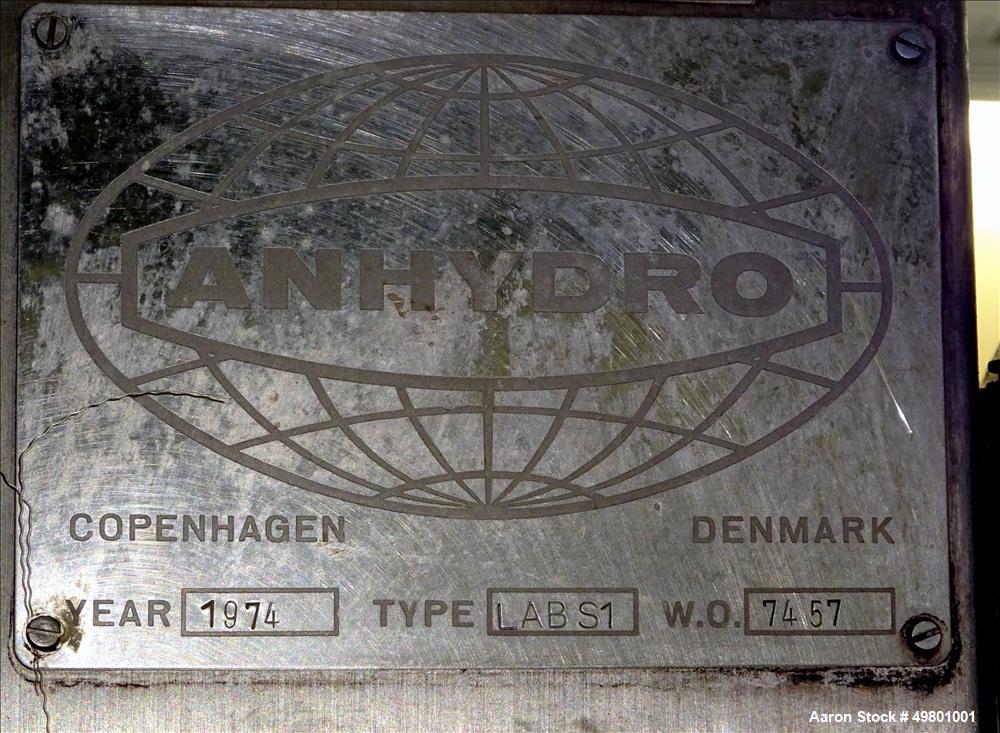 ANHYDRO
COPENHAGEN DENMARK
YEAR 1974 TYPE LAB S1 W.O. 7457
Aaron Stock # 49801001